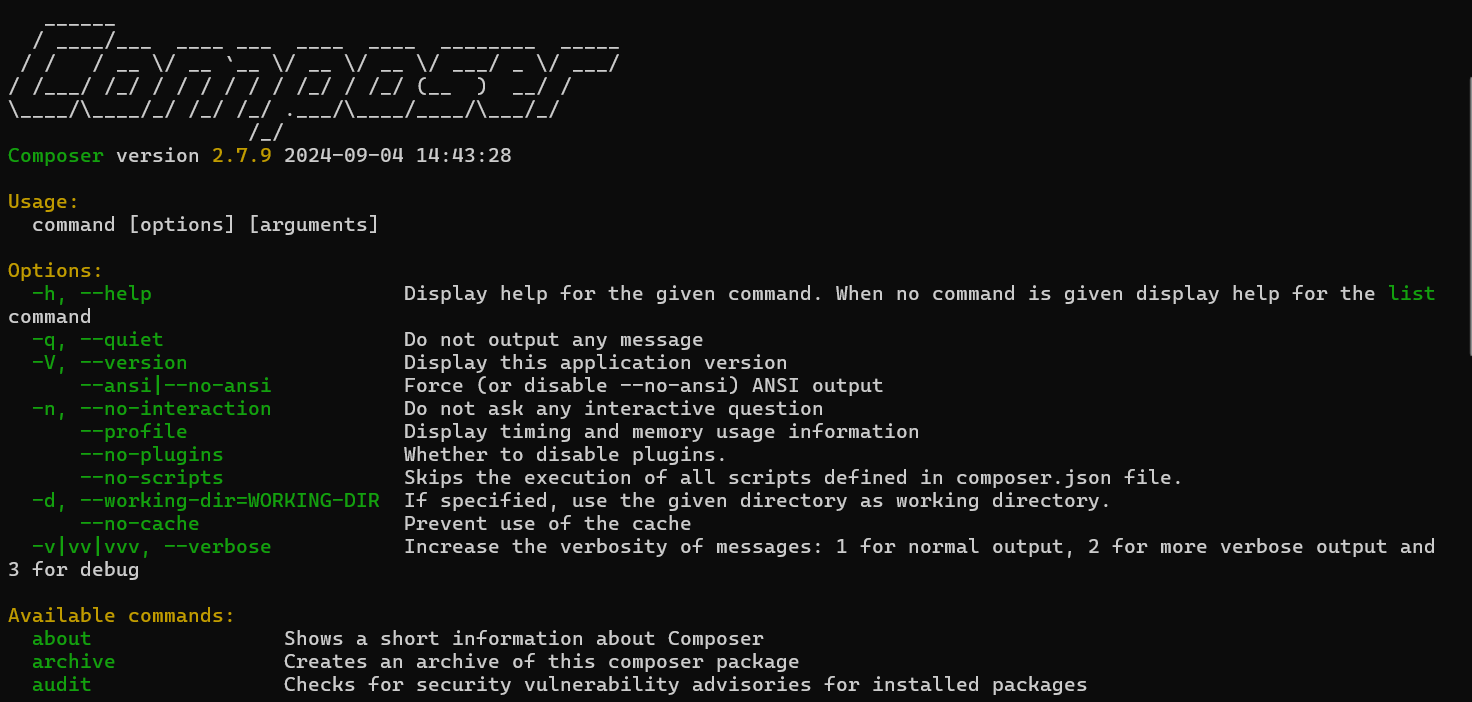 ______
  / ____/___  ____ ___  ____  ____  ________  _____
 / /   / __ \/ __ `__ \/ __ \/ __ \/ ___/ _ \/ ___/
/ /___/ /_/ / / / / / / /_/ / /_/ (__  )  __/ /
\____/\____/_/ /_/ /_/ .___/\____/____/\___/_/
                    /_/
Composer version 2.7.9 2024-09-04 14:43:28

Usage:
  command [options] [arguments]

Options:
  -h, --help                     Display help for the given command. When no command is given display help for the list
command
  -q, --quiet                    Do not output any message
  -V, --version                  Display this application version
      --ansi|--no-ansi           Force (or disable --no-ansi) ANSI output
  -n, --no-interaction           Do not ask any interactive question
      --profile                  Display timing and memory usage information
      --no-plugins               Whether to disable plugins.
      --no-scripts               Skips the execution of all scripts defined in composer.json file.
  -d, --working-dir=WORKING-DIR  If specified, use the given directory as working directory.
      --no-cache                 Prevent use of the cache
  -v|vv|vvv, --verbose           Increase the verbosity of messages: 1 for normal output, 2 for more verbose output and
3 for debug

Available commands:
  about                Shows a short information about Composer
  archive              Creates an archive of this composer package
  audit                Checks for security vulnerability advisories for installed packages